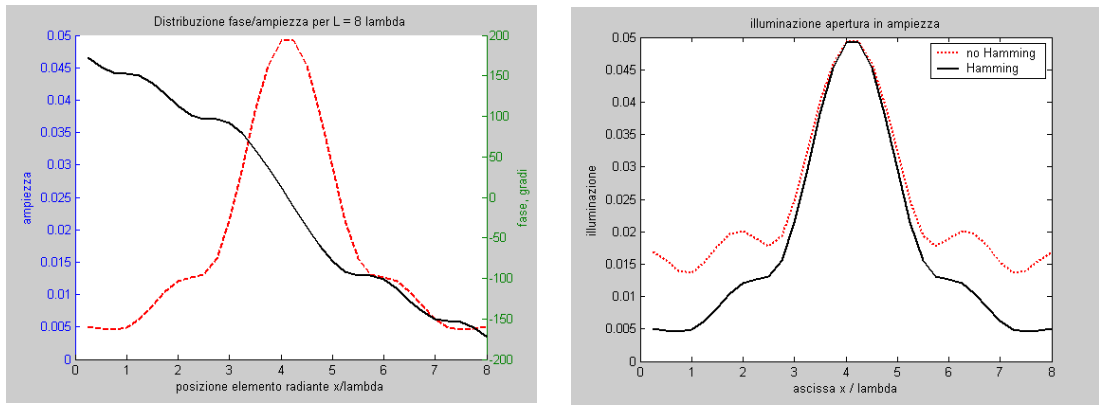 Distribuzione fase/ampiezza per L = 8 lambda
0.05
0.045
0.04
0.035
0.03
0.025
0.02
0.015
0.01
0.005
0
ampiezza
200
150
100
50
0
-50
-100
-150
-200
fase, gradi
0 1 2 3 4 5 6 7 8
posizione elemento radiante x/lambda
illuminazione apertura in ampiezza
0.05
0.045
0.04
0.035
0.03
0.025
0.02
0.015
0.01
0.005
0
illuminazione
no Hamming
Hamming
0 1 2 3 4 5 6 7 8
ascissa x / lambda